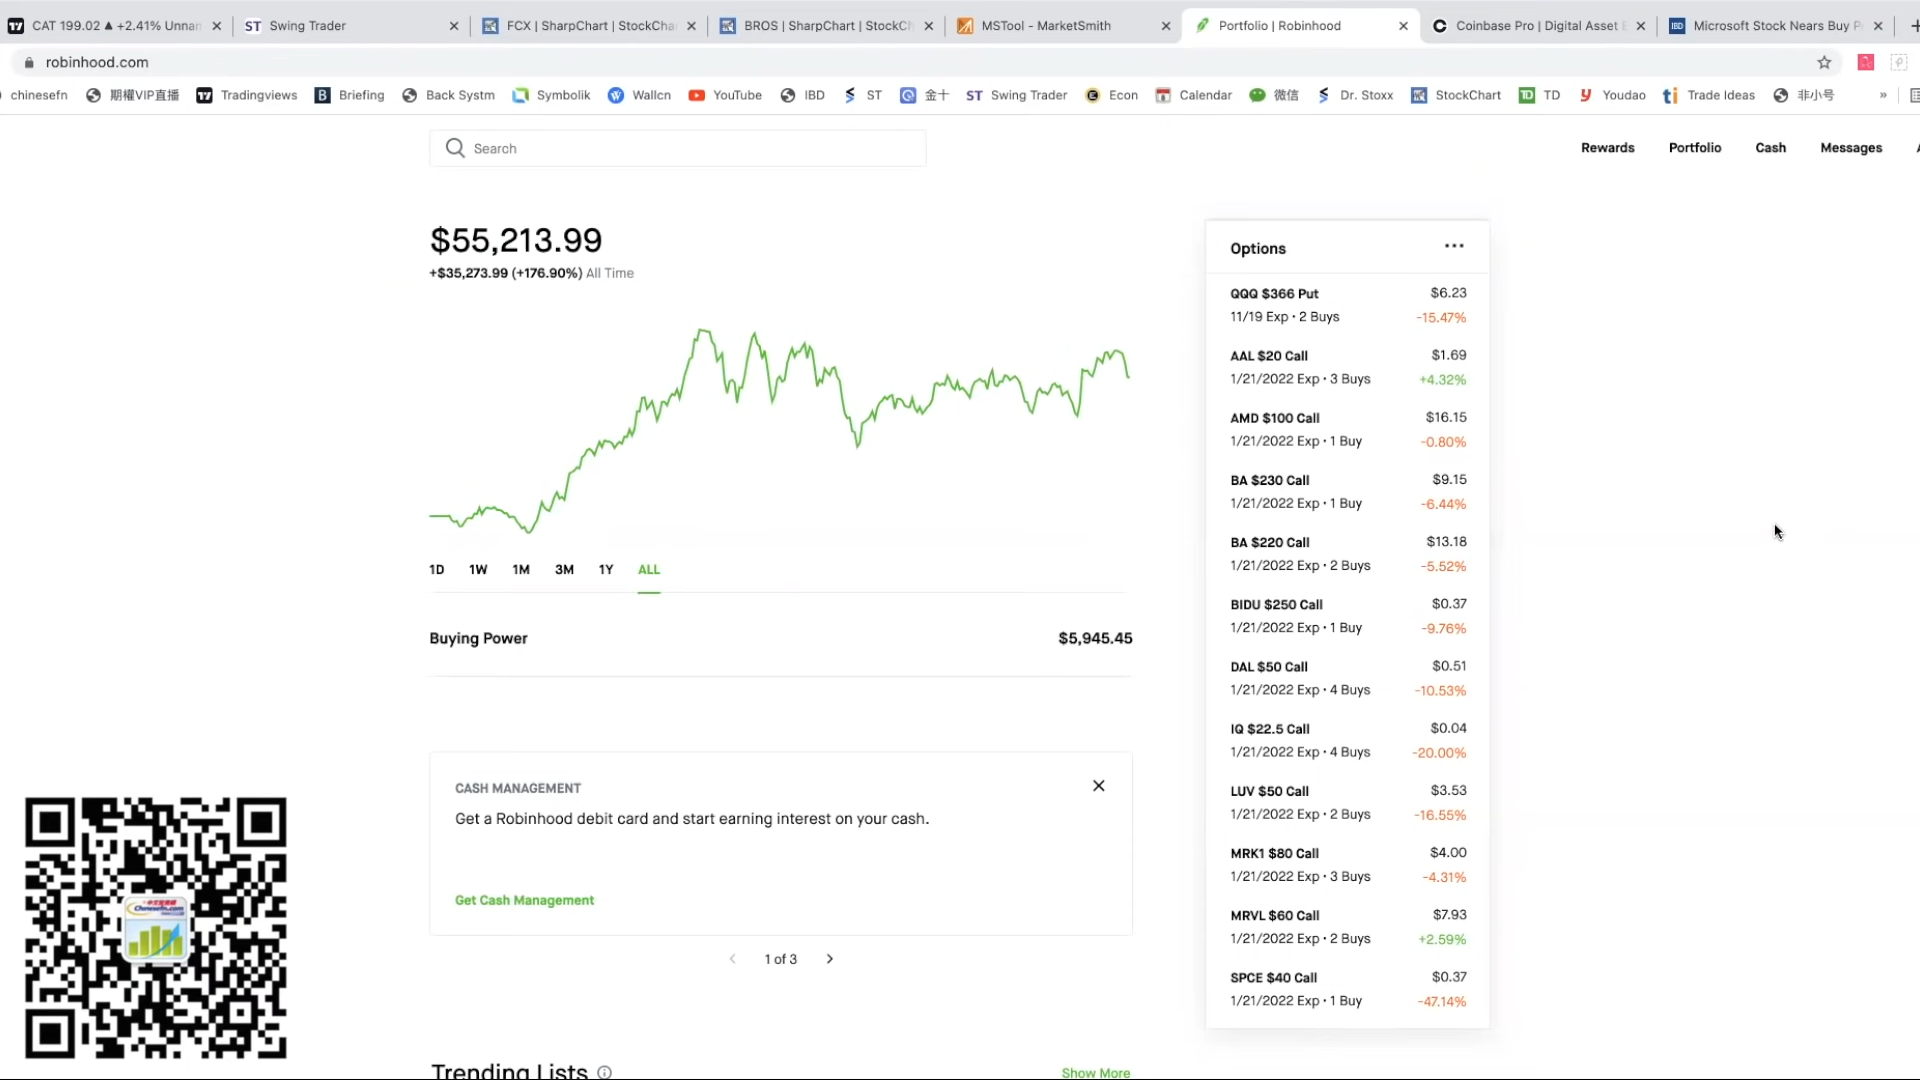 CAT 199.02 ▲ +2.41% Unnan
ST Swing Trader
FCX | SharpChart | StockChar
BROS | SharpChart | StockCh
MSTool - MarketSmith
Portfolio | Robinhood
Coinbase Pro | Digital Asset E
IBD Microsoft Stock Nears Buy P
robinhood.com
chinesefn
期權VIP直播
Tradingviews
B Briefing
Back Systm
Symbolik
Wallcn
YouTube
IBD
ST
金十
ST Swing Trader
Econ
Calendar
微信
Dr. Stoxx
StockChart
TD TD
y Youdao
ti Trade Ideas
非小号
»
Search
Rewards Portfolio Cash Messages
$55,213.99
+$35,273.99 (+176.90%) All Time
1D 1W 1M 3M 1Y ALL
Buying Power $5,945.45
CASH MANAGEMENT
Get a Robinhood debit card and start earning interest on your cash.
Get Cash Management
1 of 3
Trending Lists
Show More
Options
QQQ $366 Put $6.23
11/19 Exp • 2 Buys -15.47%
AAL $20 Call $1.69
1/21/2022 Exp • 3 Buys +4.32%
AMD $100 Call $16.15
1/21/2022 Exp • 1 Buy -0.80%
BA $230 Call $9.15
1/21/2022 Exp • 1 Buy -6.44%
BA $220 Call $13.18
1/21/2022 Exp • 2 Buys -5.52%
BIDU $250 Call $0.37
1/21/2022 Exp • 1 Buy -9.76%
DAL $50 Call $0.51
1/21/2022 Exp • 4 Buys -10.53%
IQ $22.5 Call $0.04
1/21/2022 Exp • 4 Buys -20.00%
LUV $50 Call $3.53
1/21/2022 Exp • 2 Buys -16.55%
MRK1 $80 Call $4.00
1/21/2022 Exp • 3 Buys -4.31%
MRVL $60 Call $7.93
1/21/2022 Exp • 2 Buys +2.59%
SPCE $40 Call $0.37
1/21/2022 Exp • 1 Buy -47.14%
Chinesefn.com